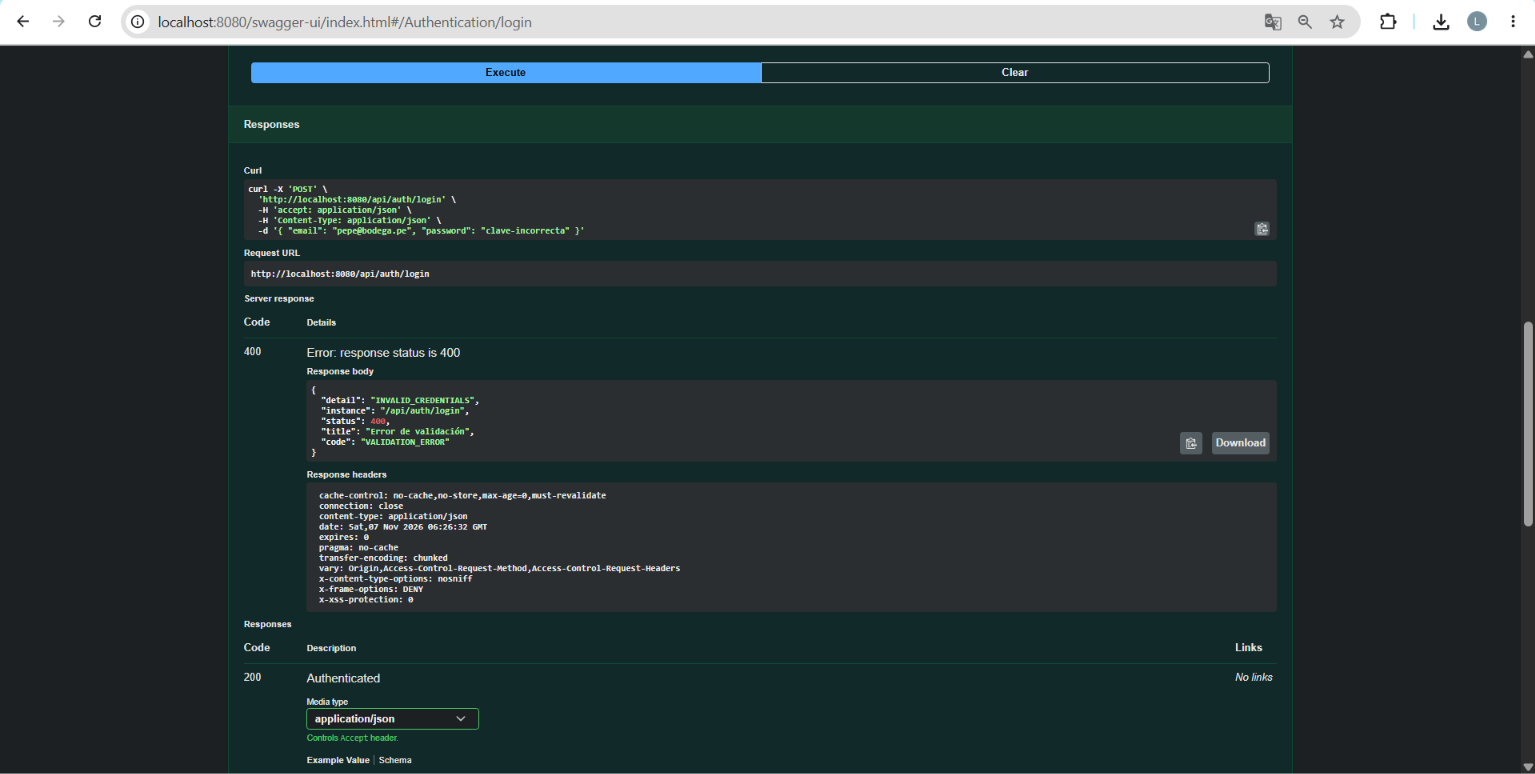 localhost:8080/swagger-ui/index.html#/Authentication/login
L
Execute
Clear
Responses
Curl
curl -X 'POST' \
'http://localhost:8080/api/auth/login' \
-H 'accept: application/json' \
-H 'Content-Type: application/json' \
-d '{ "email": "pepe@bodega.pe", "password": "clave-incorrecta" }'
Request URL
http://localhost:8080/api/auth/login
Server response
Code Details
400 Error: response status is 400
Response body
{
"detail": "INVALID_CREDENTIALS",
"instance": "/api/auth/login",
"status": 400,
"title": "Error de validación",
"code": "VALIDATION_ERROR"
}
Download
Response headers
cache-control: no-cache,no-store,max-age=0,must-revalidate
connection: close
content-type: application/json
date: Sat,07 Nov 2026 06:26:32 GMT
expires: 0
pragma: no-cache
transfer-encoding: chunked
vary: Origin,Access-Control-Request-Method,Access-Control-Request-Headers
x-content-type-options: nosniff
x-frame-options: DENY
x-xss-protection: 0
Responses
Code Description Links
200 Authenticated No links
Media type
application/json
Controls Accept header.
Example Value | Schema